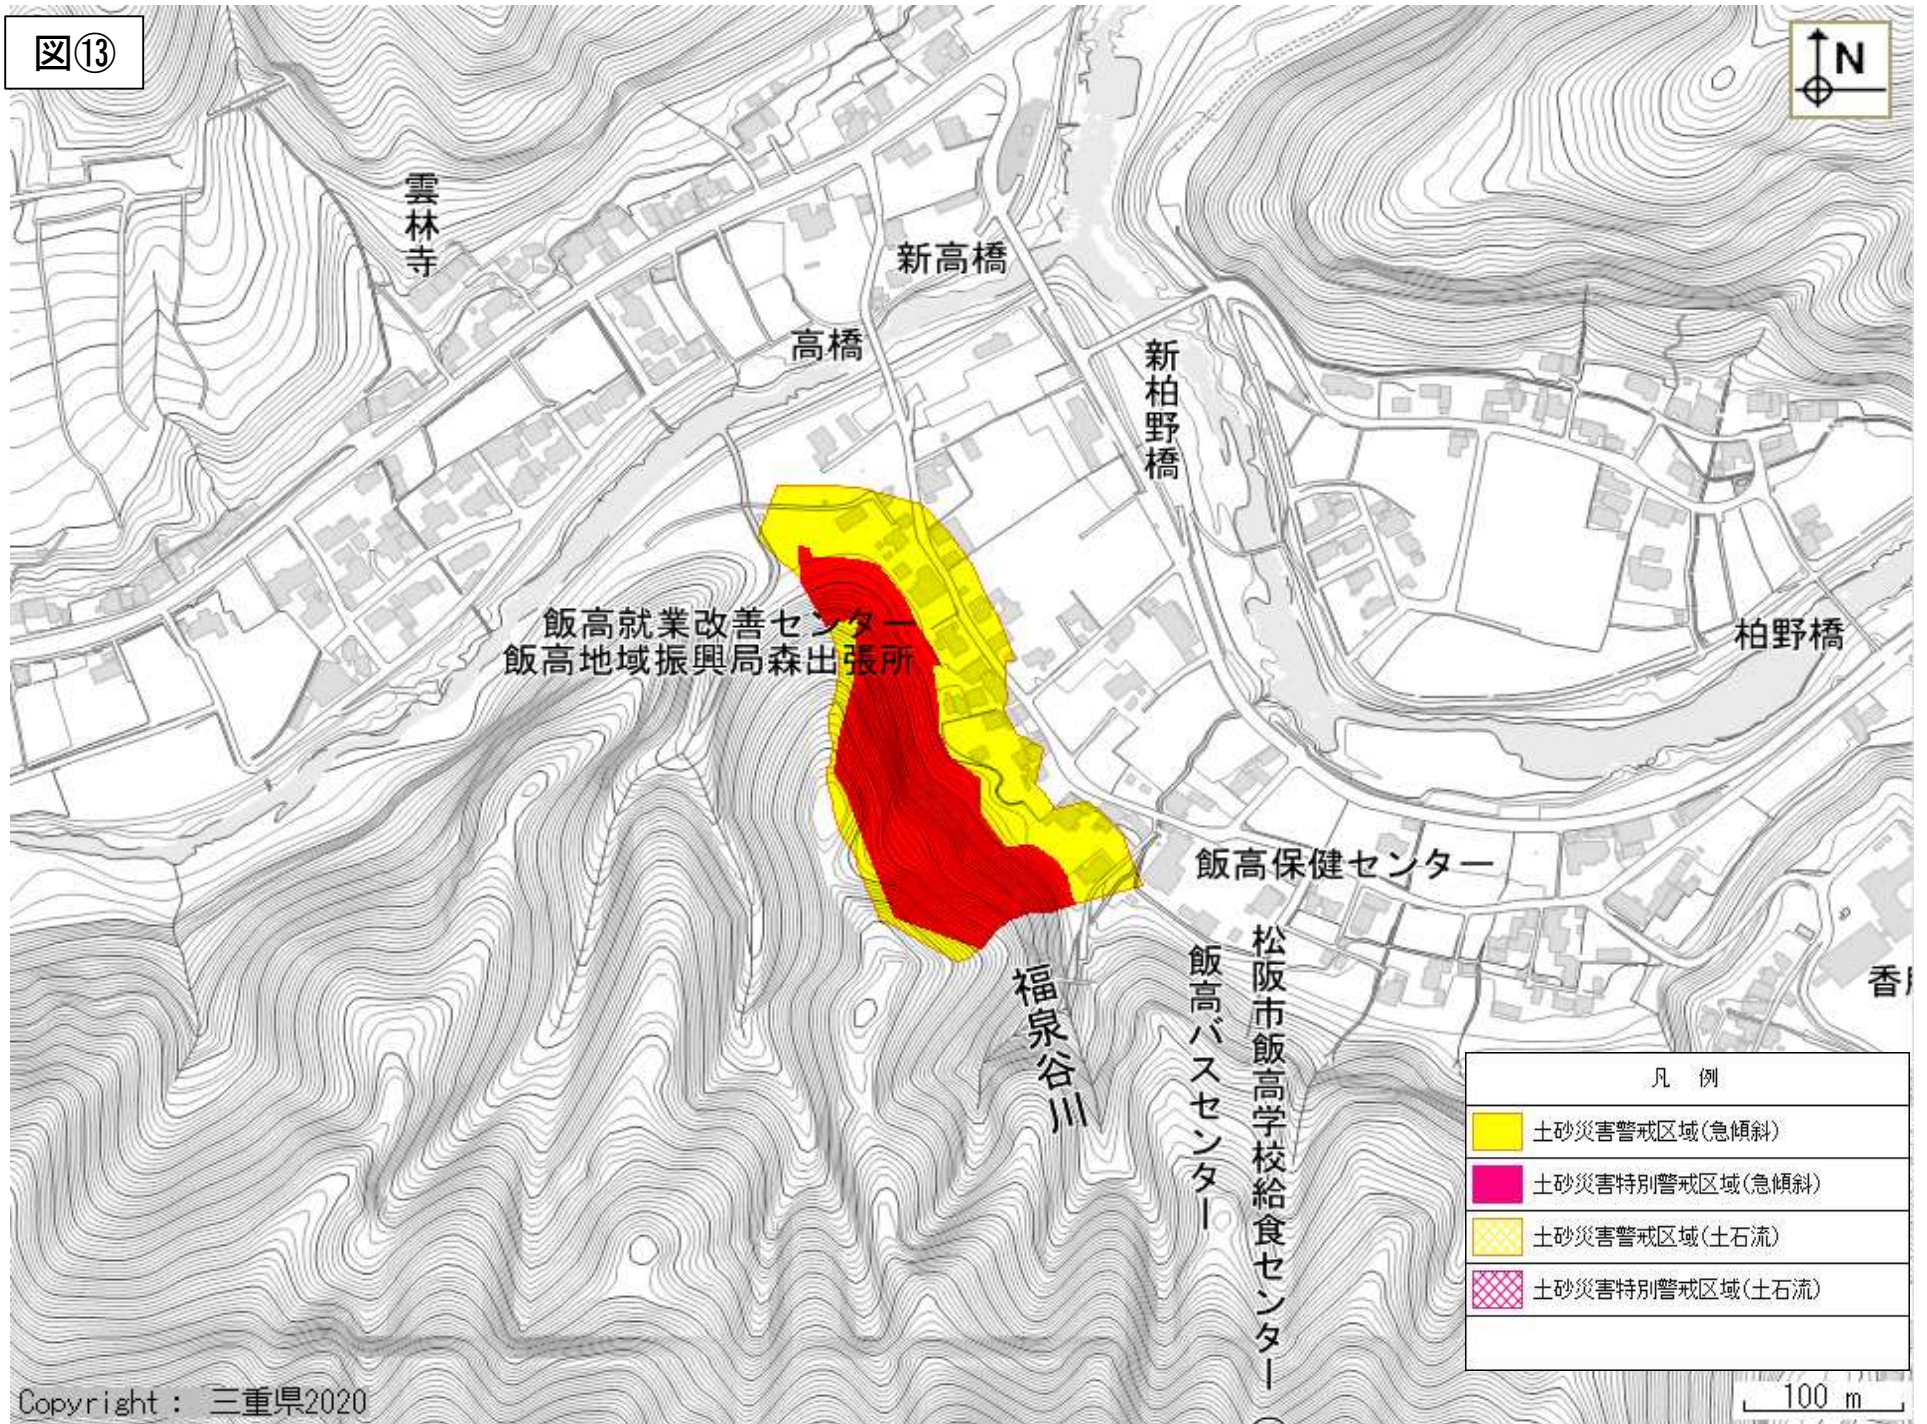 図⑬
N
雲林寺
新高橋
高橋
新柏野橋
飯高就業改善センター
飯高地域振興局森出張所
柏野橋
飯高保健センター
福泉谷川
飯高バスセンター
松阪市飯高学校給食センター
凡 例
土砂災害警戒区域(急傾斜)
土砂災害特別警戒区域(急傾斜)
土砂災害警戒区域(土石流)
土砂災害特別警戒区域(土石流)
Copyright : 三重県2020
100 m